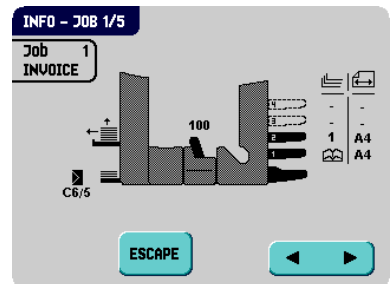 INFO - JOB 1/5
Job 1
INVOICE
100
4 - -
3 - -
2 1 A4
1 A4
C6/5
ESCAPE